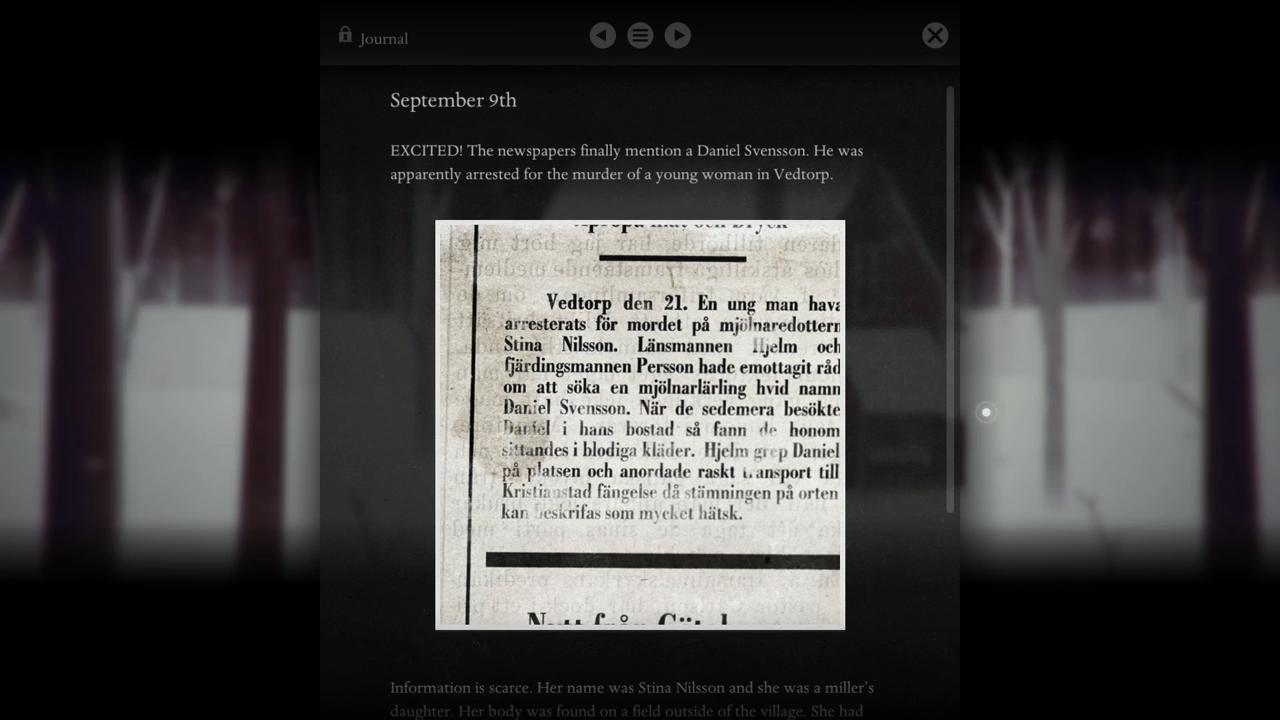 Journal
September 9th
EXCITED! The newspapers finally mention a Daniel Svensson. He was
apparently arrested for the murder of a young woman in Vedtorp.
Vedtorp den 21. En ung man hava
arresterats för mordet på mjölnaredottern
Stina Nilsson. Länsmannen Hjelm och
fjärdingsmannen Persson hade emottagit råd
om att söka en mjölnarlärling hvid namn
Daniel Svensson. När de sedemera besökte
Daniel i hans bostad så fann de honom
sittandes i blodiga kläder. Hjelm grep Daniel
på platsen och anordade raskt transport till
Kristianstad fängelse då stämningen på orten
kan beskrifas som mycket hätsk.
Information is scarce. Her name was Stina Nilsson and she was a miller's
daughter. Her body was found on a field outside of the village. She had